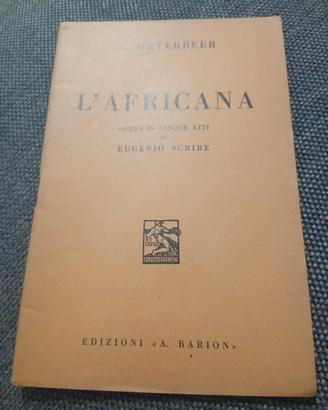 MEYERBEER
L'AFRICANA
OPERA IN CINQUE ATTI
DI
EUGENIO SCRIBE
EDIZIONI «A. BARION»